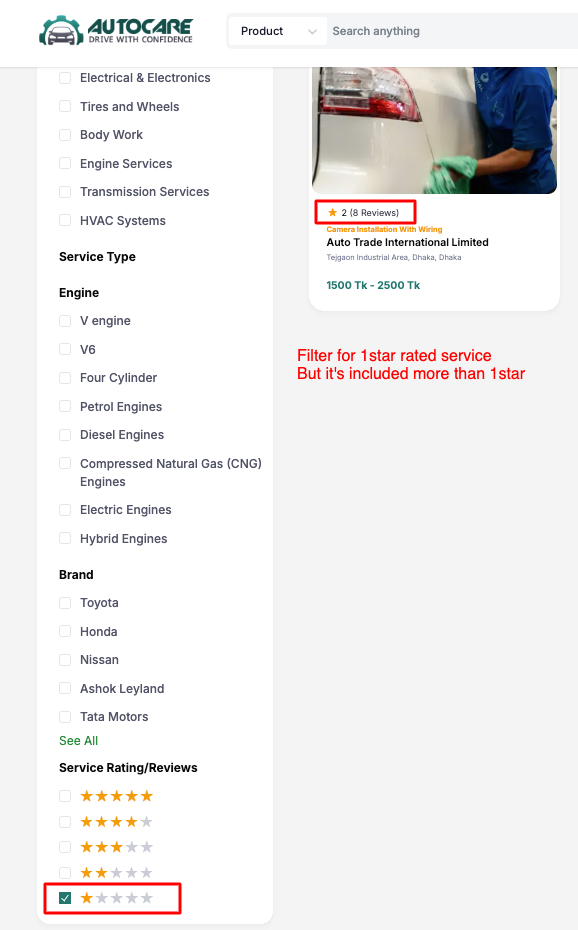 AUTOCARE
DRIVE WITH CONFIDENCE
Product
Search anything
Electrical & Electronics
Tires and Wheels
Body Work
Engine Services
Transmission Services
HVAC Systems
Service Type
Engine
V engine
V6
Four Cylinder
Petrol Engines
Diesel Engines
Compressed Natural Gas (CNG)
Engines
Electric Engines
Hybrid Engines
Brand
Toyota
Honda
Nissan
Ashok Leyland
Tata Motors
See All
Service Rating/Reviews
2 (8 Reviews)
Camera Installation With Wiring
Auto Trade International Limited
Tejgaon Industrial Area, Dhaka, Dhaka
1500 Tk - 2500 Tk
Filter for 1star rated service
But it's included more than 1star